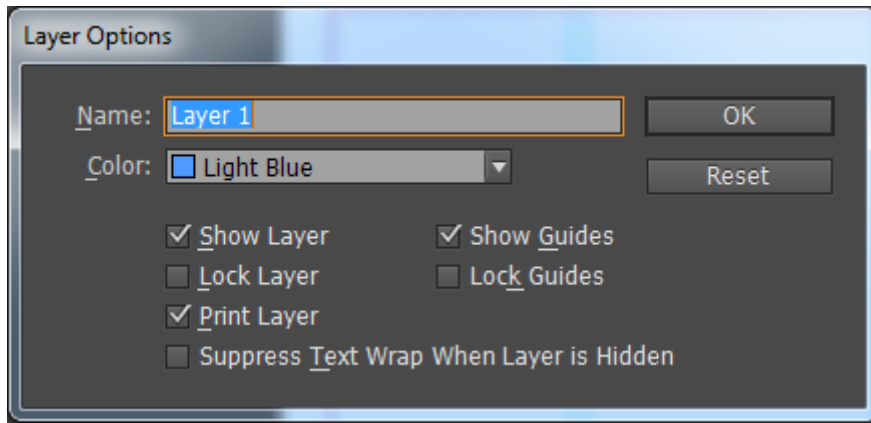 Layer Options
Name: Layer 1 OK
Color: Light Blue Reset
Show Layer Show Guides
Lock Layer Lock Guides
Print Layer
Suppress Text Wrap When Layer is Hidden